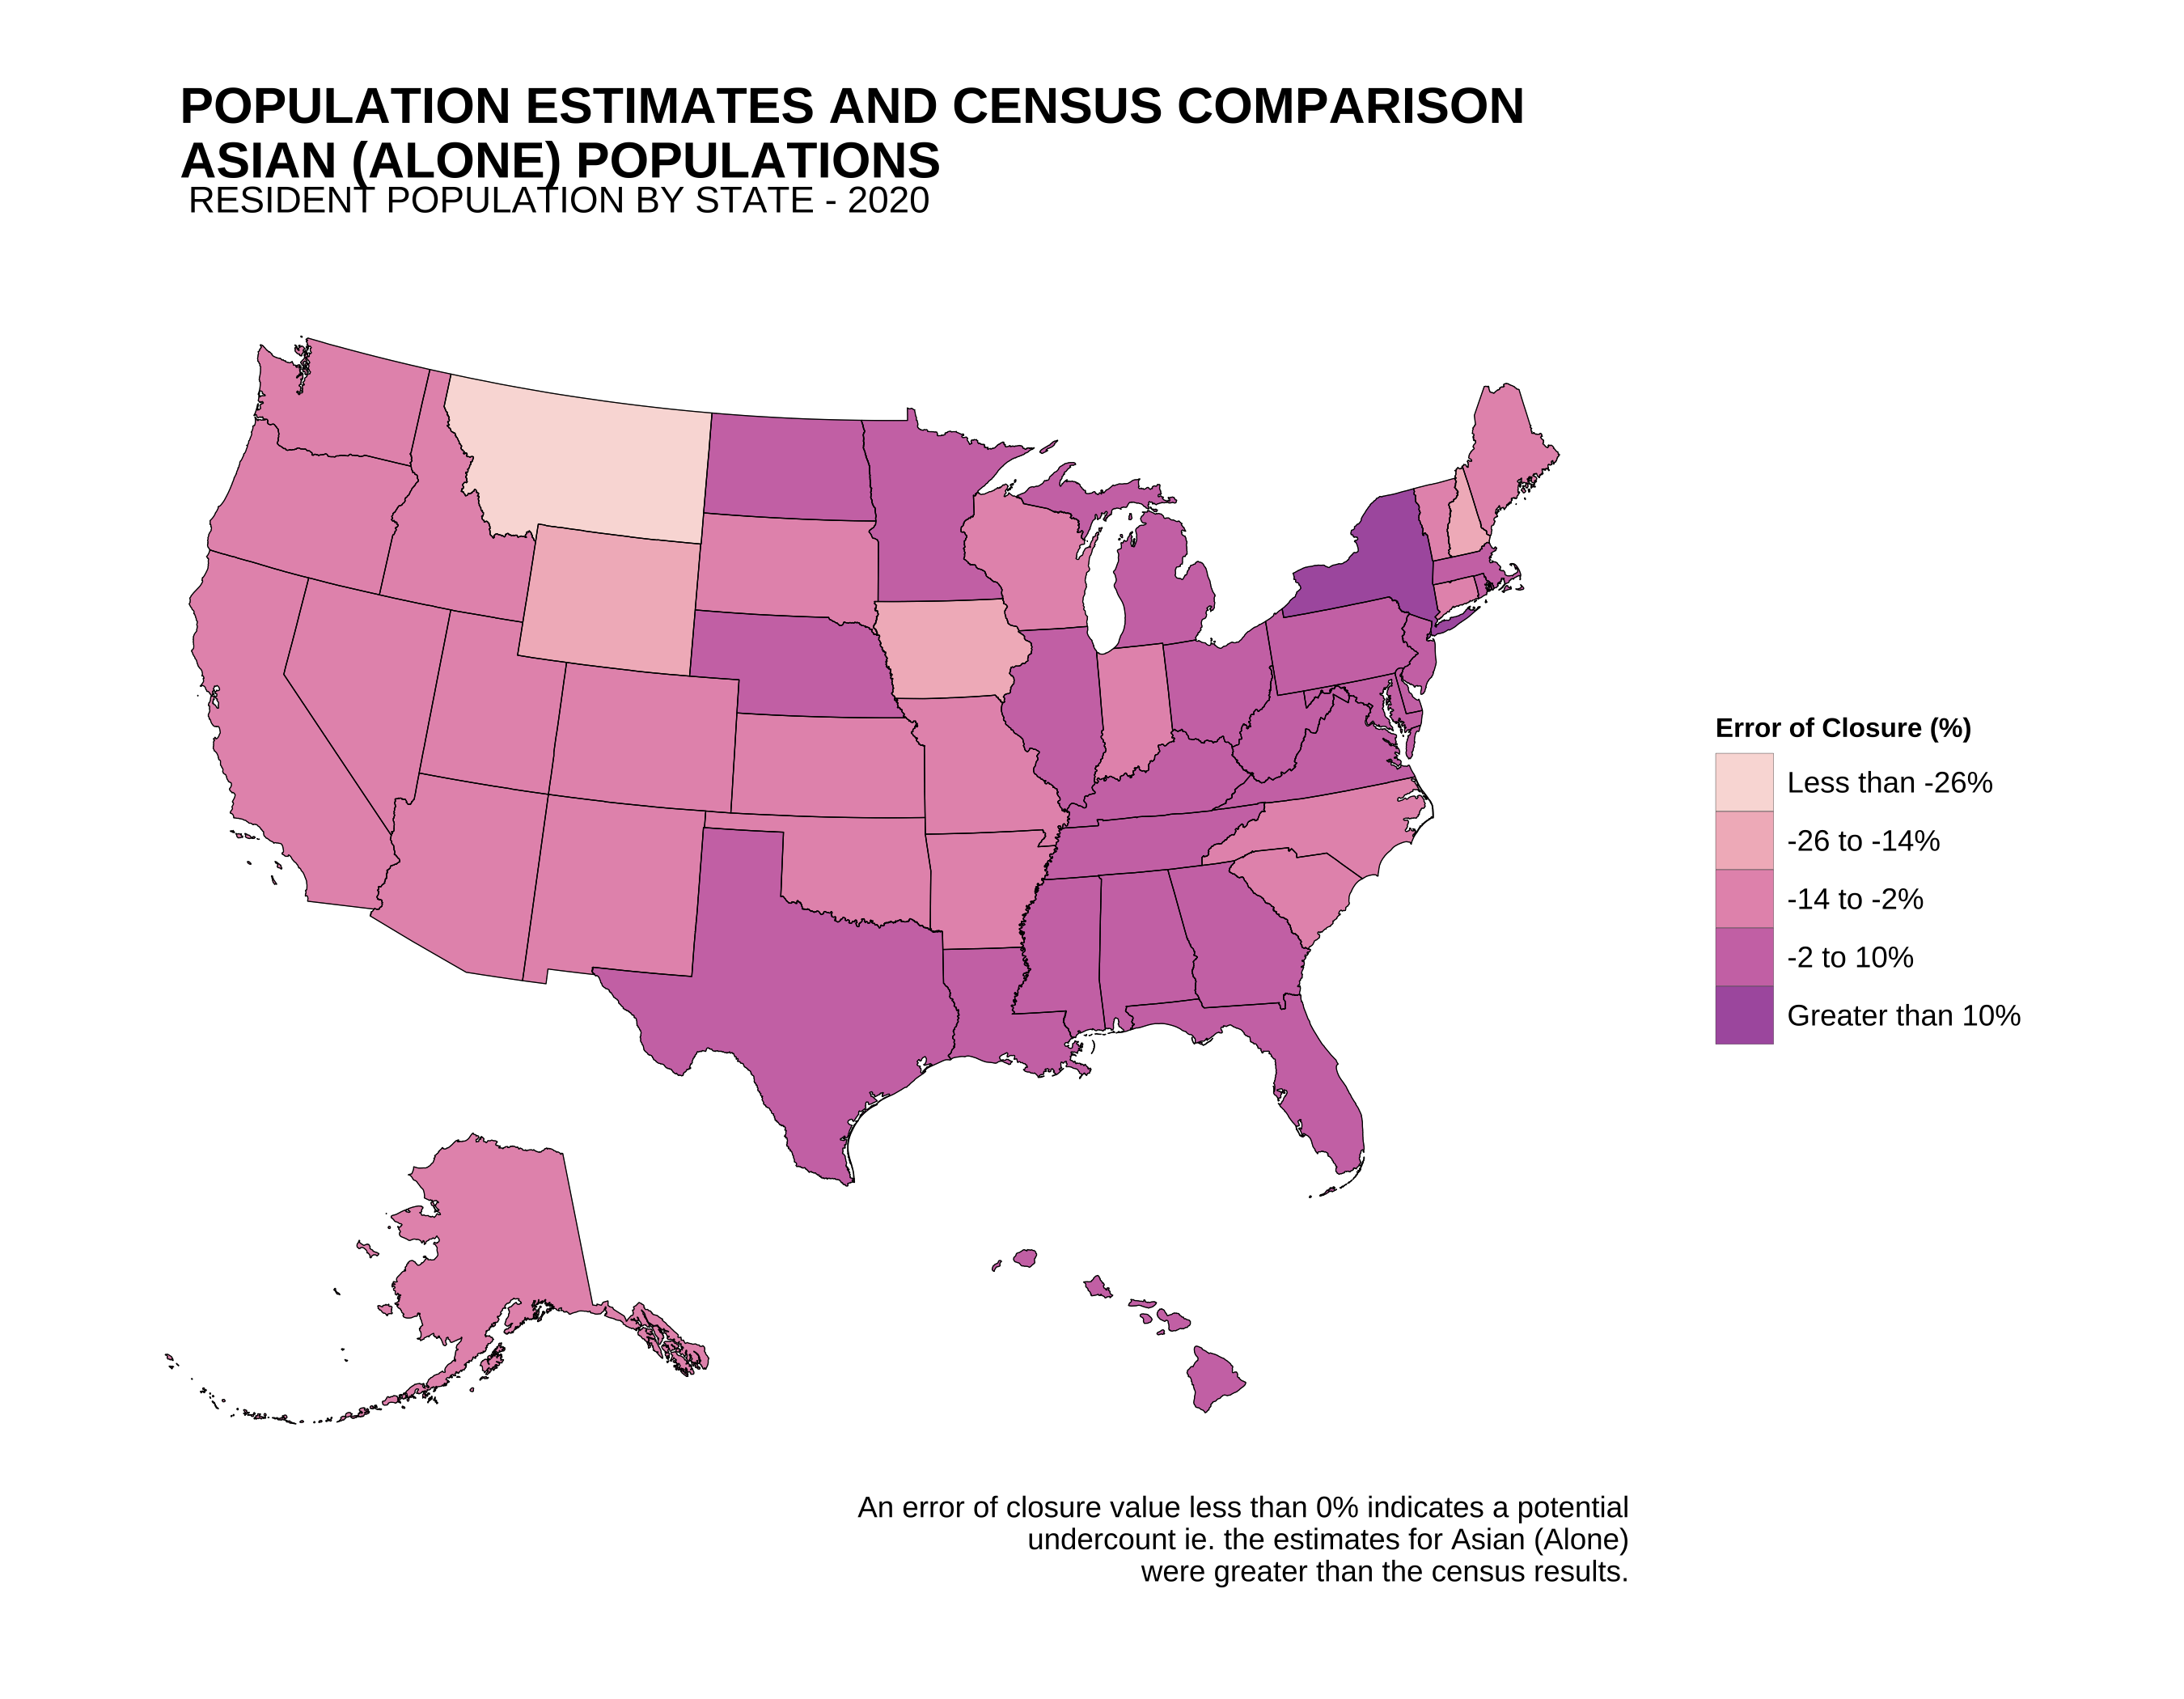 POPULATION ESTIMATES AND CENSUS COMPARISON
ASIAN (ALONE) POPULATIONS
RESIDENT POPULATION BY STATE - 2020
Error of Closure (%)
Less than -26%
-26 to -14%
-14 to -2%
-2 to 10%
Greater than 10%
An error of closure value less than 0% indicates a potential
undercount ie. the estimates for Asian (Alone)
were greater than the census results.